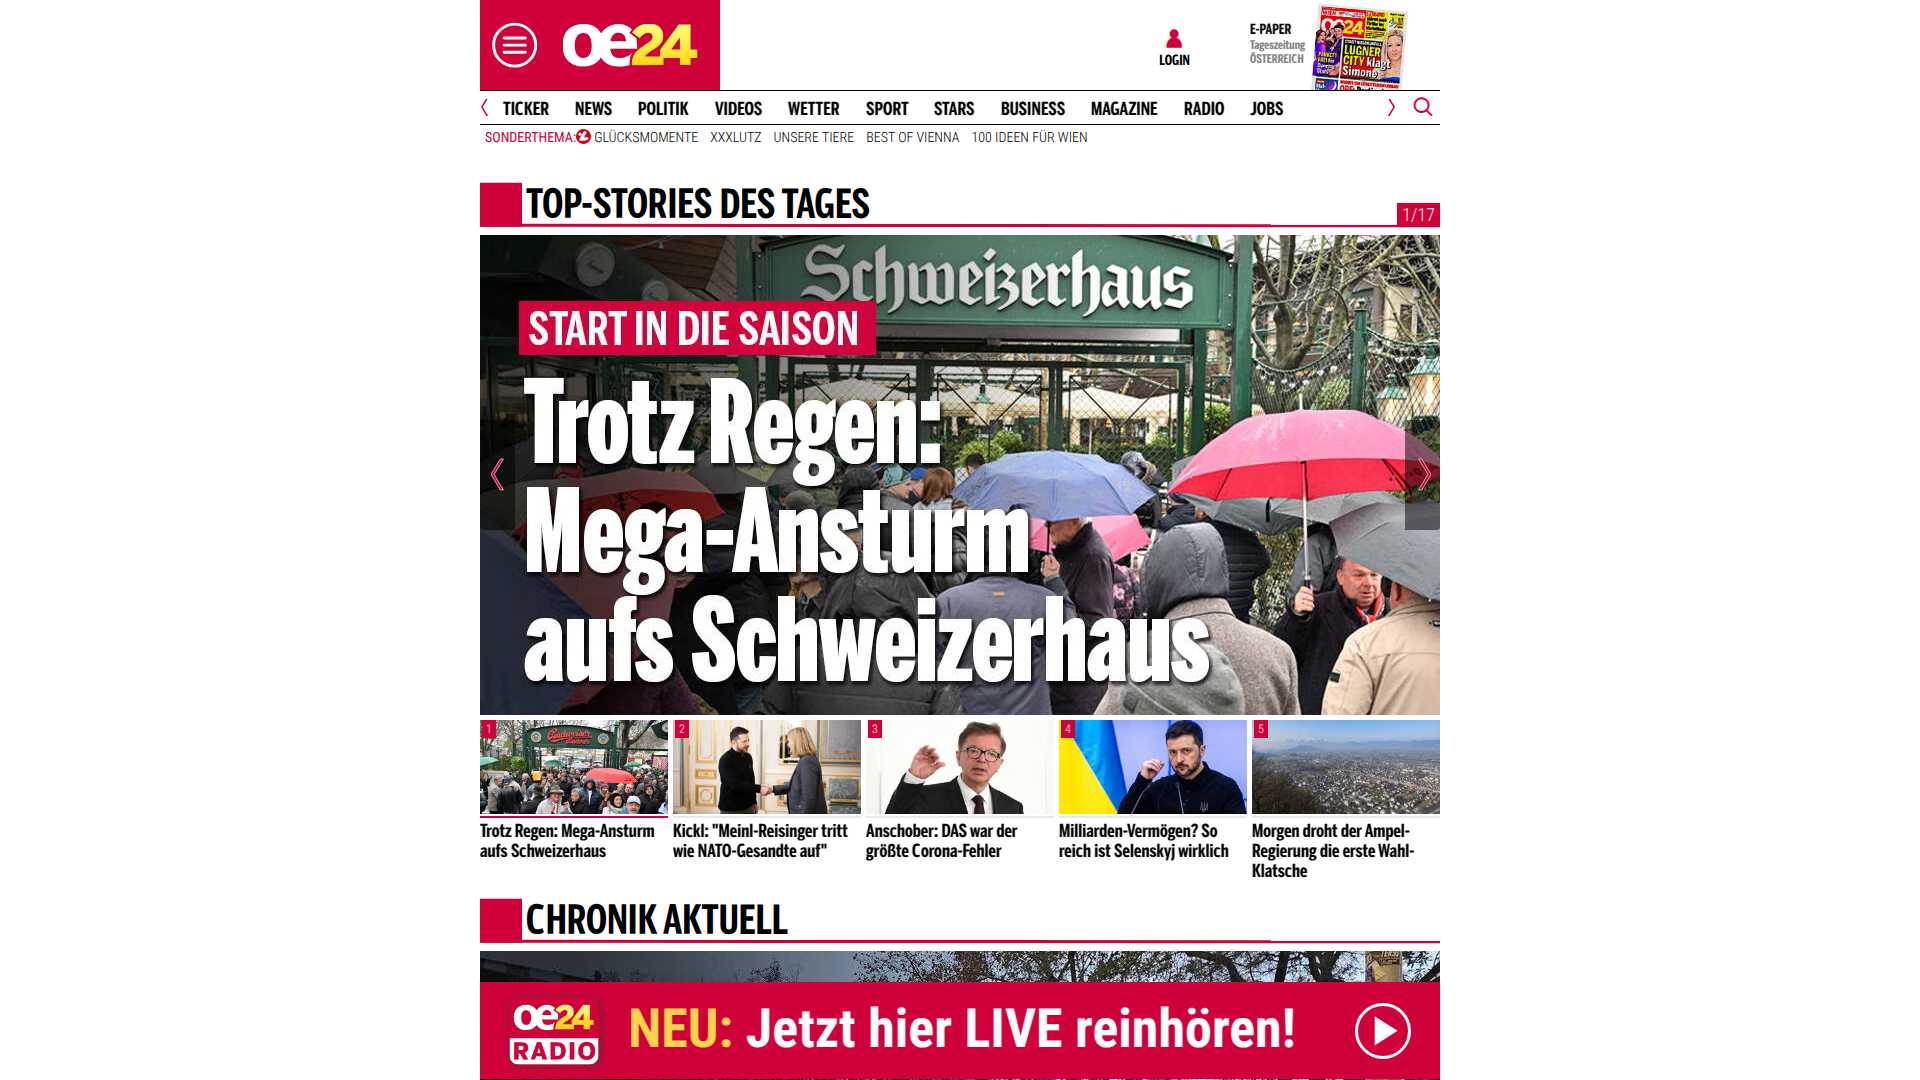 oe24
LOGIN
E-PAPER
Tageszeitung
ÖSTERREICH
oe24
LUGNER
CITY klagt
Simone
TICKER NEWS POLITIK VIDEOS WETTER SPORT STARS BUSINESS MAGAZINE RADIO JOBS
SONDERTHEMA: GLÜCKSMOMENTE XXXLUTZ UNSERE TIERE BEST OF VIENNA 100 IDEEN FÜR WIEN
TOP-STORIES DES TAGES
1/17
Schweizerhaus
START IN DIE SAISON
Trotz Regen:
Mega-Ansturm
aufs Schweizerhaus
1 2 3 4 5
Trotz Regen: Mega-Ansturm
aufs Schweizerhaus
Kickl: "Meinl-Reisinger tritt
wie NATO-Gesandte auf"
Anschober: DAS war der
größte Corona-Fehler
Milliarden-Vermögen? So
reich ist Selenskyj wirklich
Morgen droht der Ampel-
Regierung die erste Wahl-
Klatsche
CHRONIK AKTUELL
oe24
RADIO
NEU: Jetzt hier LIVE reinhören!